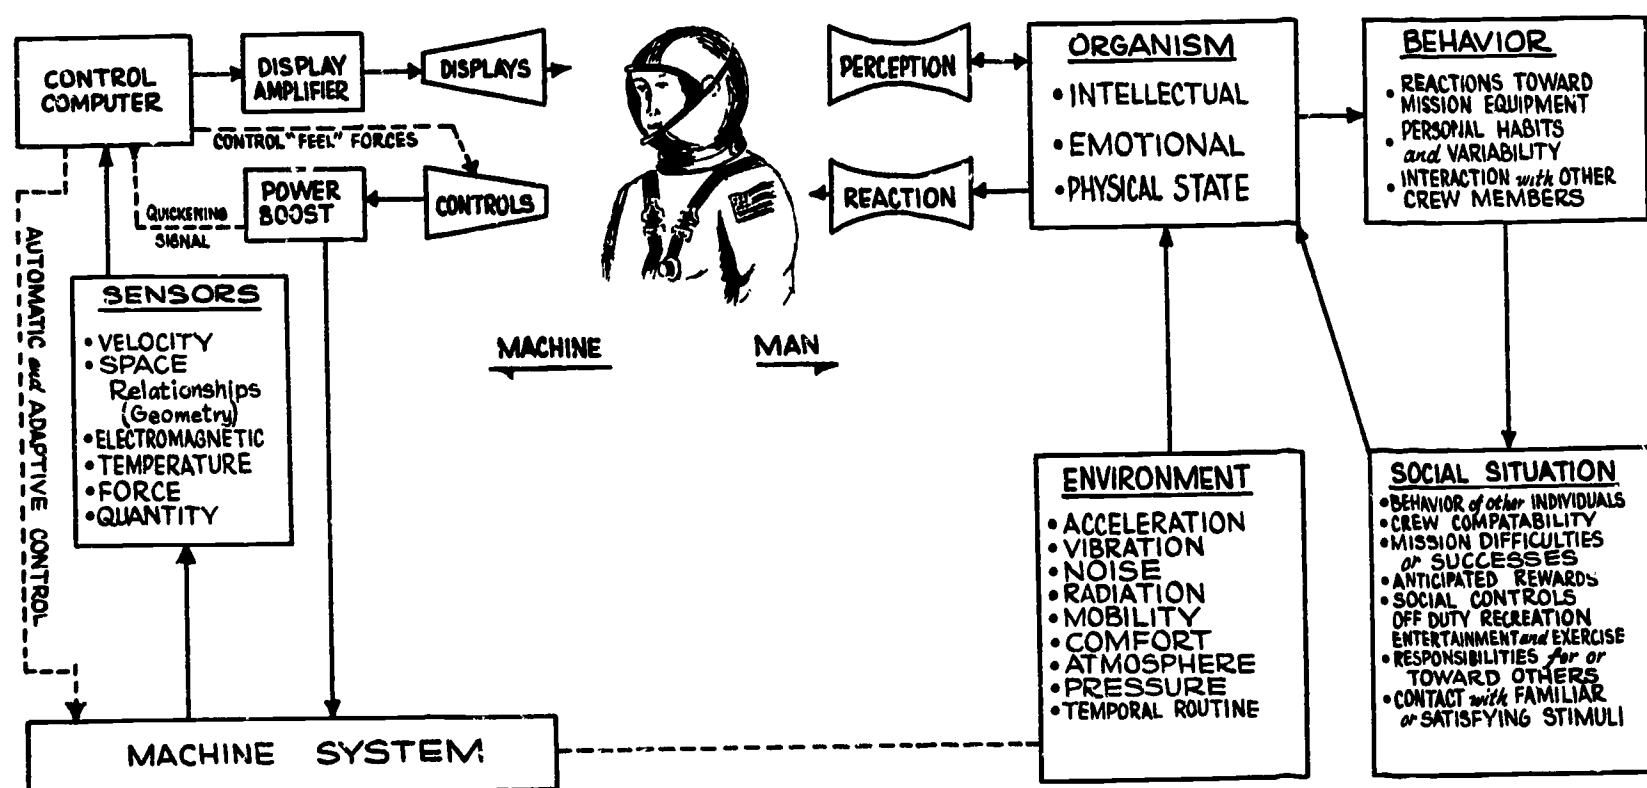 CONTROL
COMPUTER
DISPLAY
AMPLIFIER
DISPLAYS
CONTROL "FEEL" FORCES
POWER
BOOST
CONTROLS
QUICKENING
SIGNAL
AUTOMATIC and ADAPTIVE CONTROL
SENSORS
• VELOCITY
• SPACE
Relationships
(Geometry)
• ELECTROMAGNETIC
• TEMPERATURE
• FORCE
• QUANTITY
MACHINE SYSTEM
MACHINE
MAN
PERCEPTION
REACTION
ORGANISM
• INTELLECTUAL
• EMOTIONAL
• PHYSICAL STATE
BEHAVIOR
• REACTIONS TOWARD
MISSION EQUIPMENT
• PERSONAL HABITS
and VARIABILITY
• INTERACTION with OTHER
CREW MEMBERS
ENVIRONMENT
• ACCELERATION
• VIBRATION
• NOISE
• RADIATION
• MOBILITY
• COMFORT
• ATMOSPHERE
• PRESSURE
• TEMPORAL ROUTINE
SOCIAL SITUATION
• BEHAVIOR of other INDIVIDUALS
• CREW COMPATABILITY
• MISSION DIFFICULTIES
or SUCCESSES
• ANTICIPATED REWARDS
• SOCIAL CONTROLS
OFF DUTY RECREATION
ENTERTAINMENT and EXERCISE
• RESPONSIBILITIES for or
TOWARD OTHERS
• CONTACT with FAMILIAR
or SATISFYING STIMULI